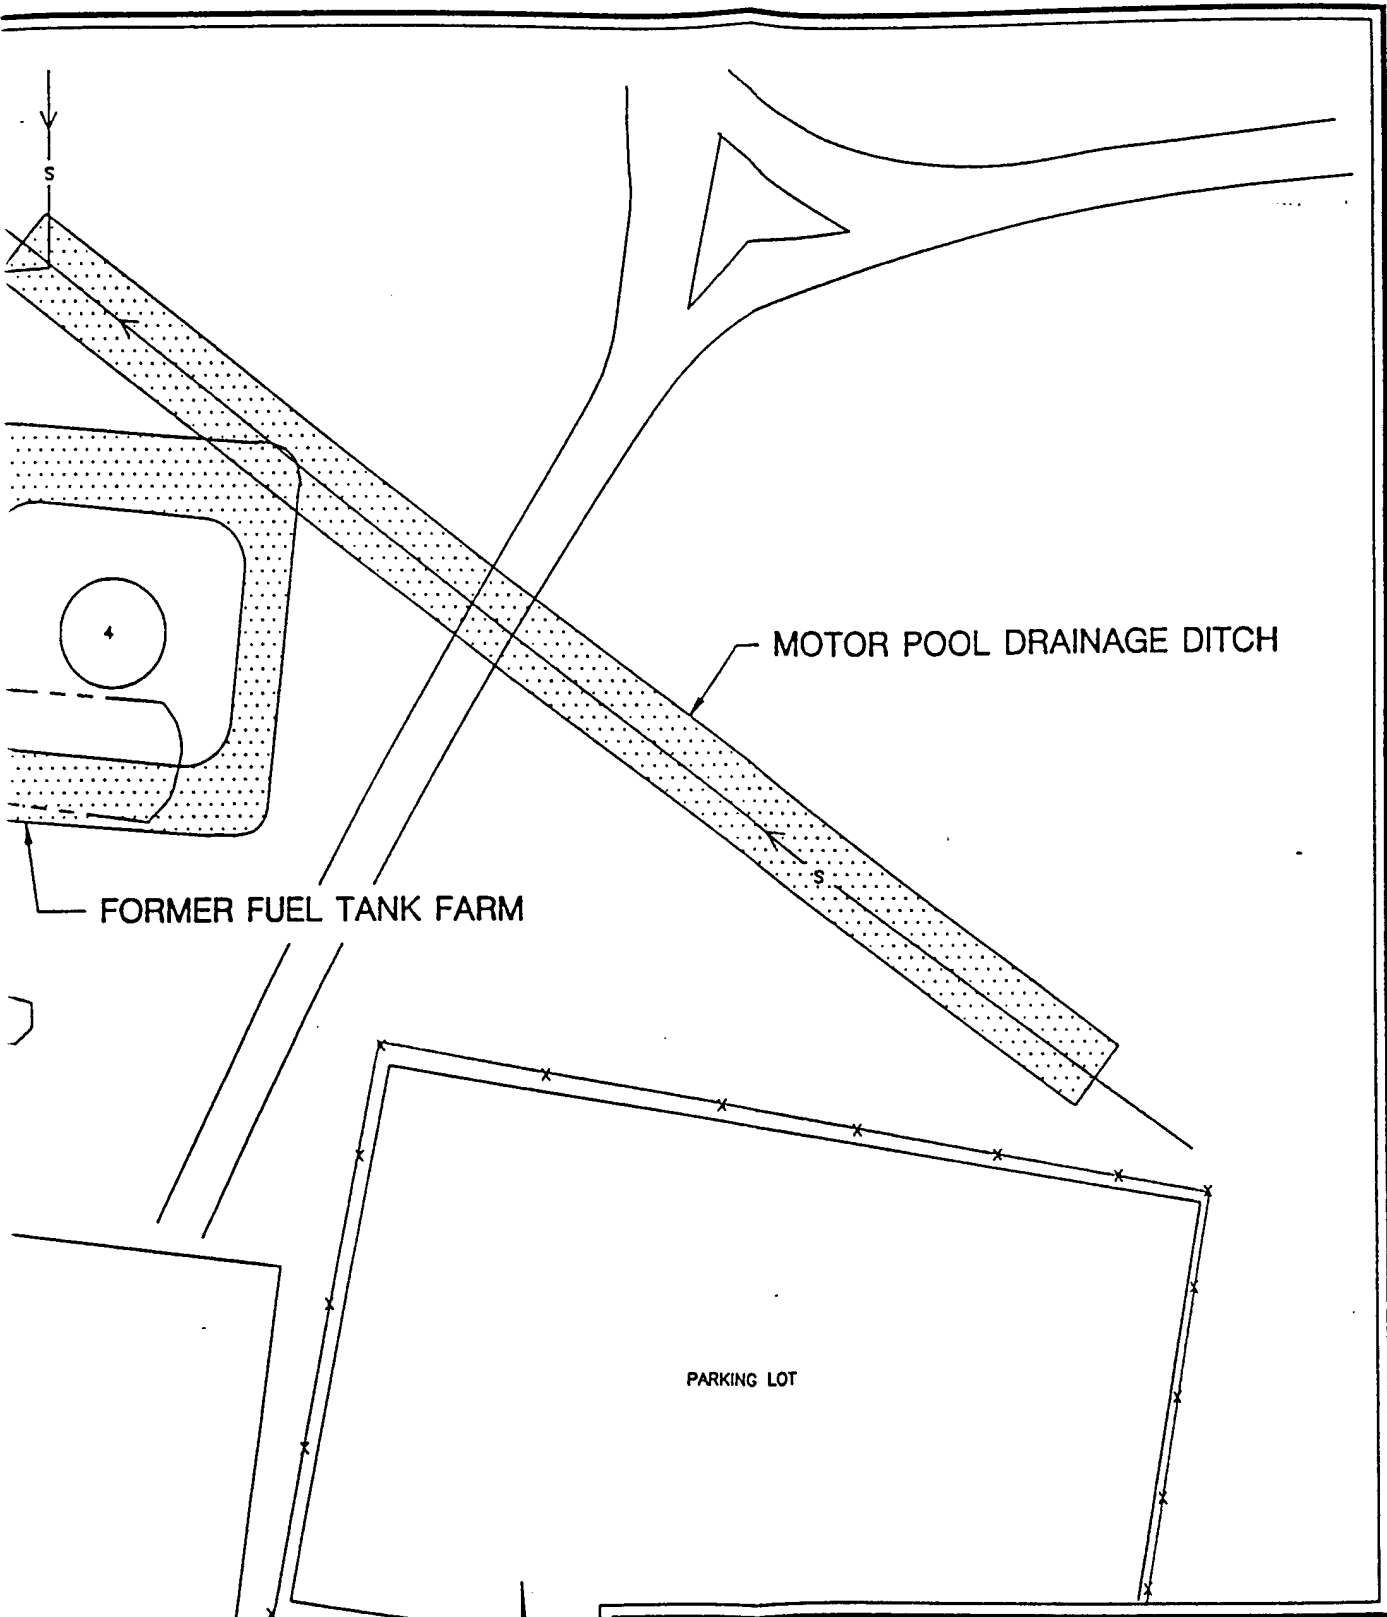 S
4
MOTOR POOL DRAINAGE DITCH
S
FORMER FUEL TANK FARM
PARKING LOT